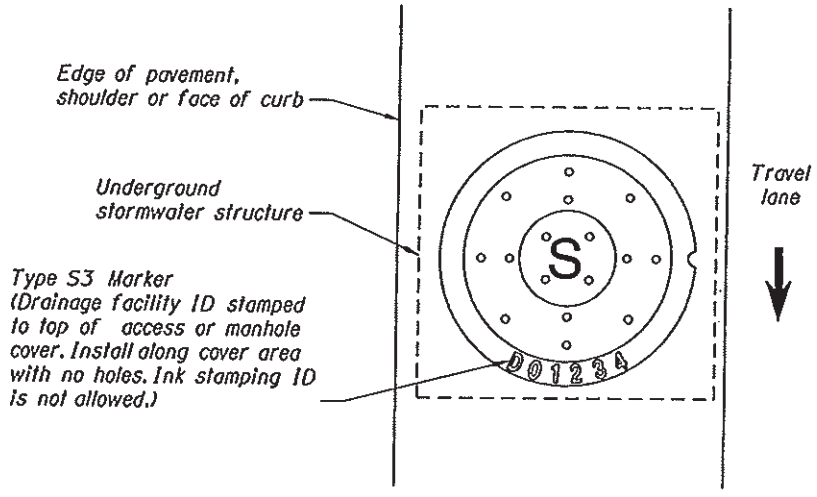 Edge of pavement,
shoulder or face of curb
Underground
stormwater structure
Travel
lane
Type S3 Marker
(Drainage facility ID stamped
to top of access or manhole
cover. Install along cover area
with no holes. Ink stamping ID
is not allowed.)
S
D01234